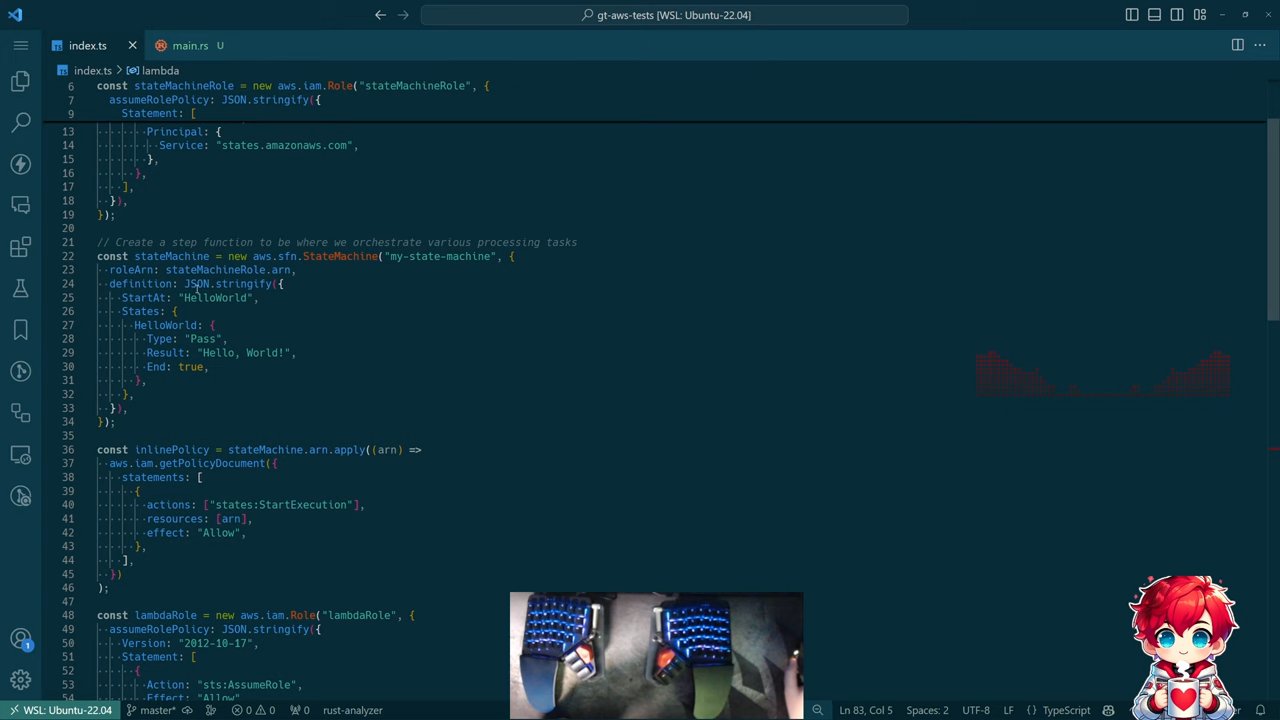 gt-aws-tests [WSL: Ubuntu-22.04]
index.ts
main.rs U
index.ts > lambda
6 const stateMachineRole = new aws.iam.Role("stateMachineRole", {
7 assumeRolePolicy: JSON.stringify({
9 Statement: [
13 Principal: {
14 Service: "states.amazonaws.com",
15 },
16 },
17 ],
18 }),
19 });
20
21 // Create a step function to be where we orchestrate various processing tasks
22 const stateMachine = new aws.sfn.StateMachine("my-state-machine", {
23 roleArn: stateMachineRole.arn,
24 definition: JSON.stringify({
25 StartAt: "HelloWorld",
26 States: {
27 HelloWorld: {
28 Type: "Pass",
29 Result: "Hello, World!",
30 End: true,
31 },
32 },
33 }),
34 });
35
36 const inlinePolicy = stateMachine.arn.apply((arn) =>
37 aws.iam.getPolicyDocument({
38 statements: [
39 {
40 actions: ["states:StartExecution"],
41 resources: [arn],
42 effect: "Allow",
43 },
44 ],
45 })
46 );
47
48 const lambdaRole = new aws.iam.Role("lambdaRole", {
49 assumeRolePolicy: JSON.stringify({
50 Version: "2012-10-17",
51 Statement: [
52 {
53 Action: "sts:AssumeRole",
54 Effect: "Allow",
1
WSL: Ubuntu-22.04 master* 0 0 0 rust-analyzer Ln 83, Col 5 Spaces: 2 UTF-8 LF {} TypeScript